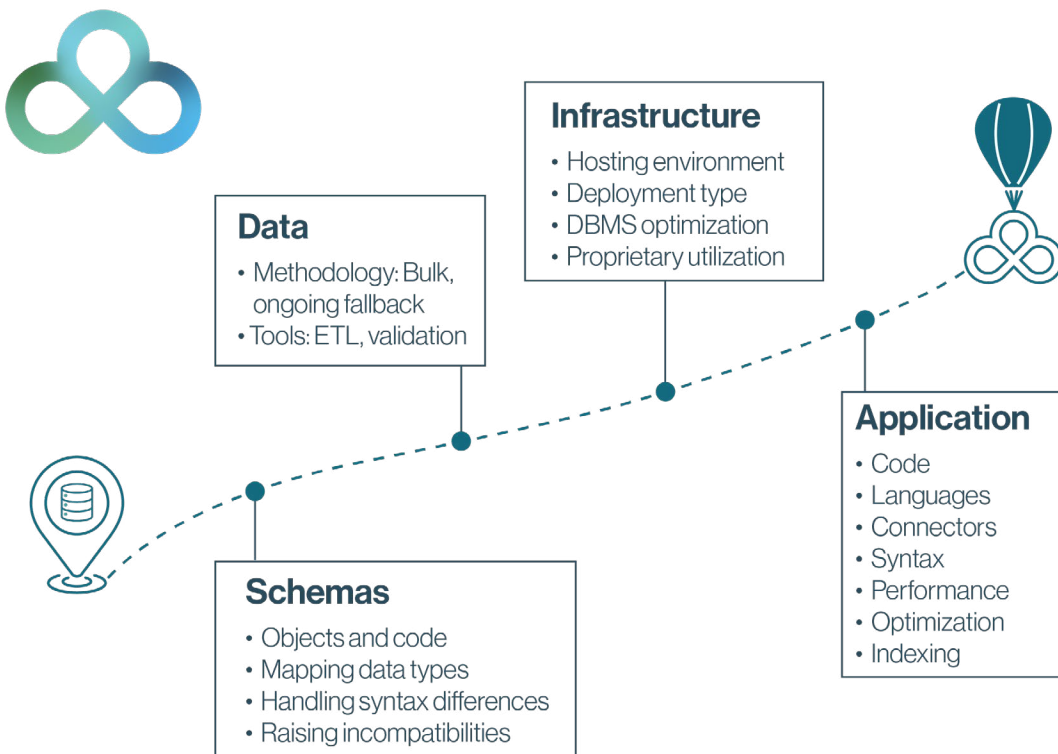 Infrastructure
• Hosting environment
• Deployment type
• DBMS optimization
• Proprietary utilization
Data
• Methodology: Bulk,
ongoing fallback
• Tools: ETL, validation
Application
• Code
• Languages
• Connectors
• Syntax
• Performance
• Optimization
• Indexing
Schemas
• Objects and code
• Mapping data types
• Handling syntax differences
• Raising incompatibilities